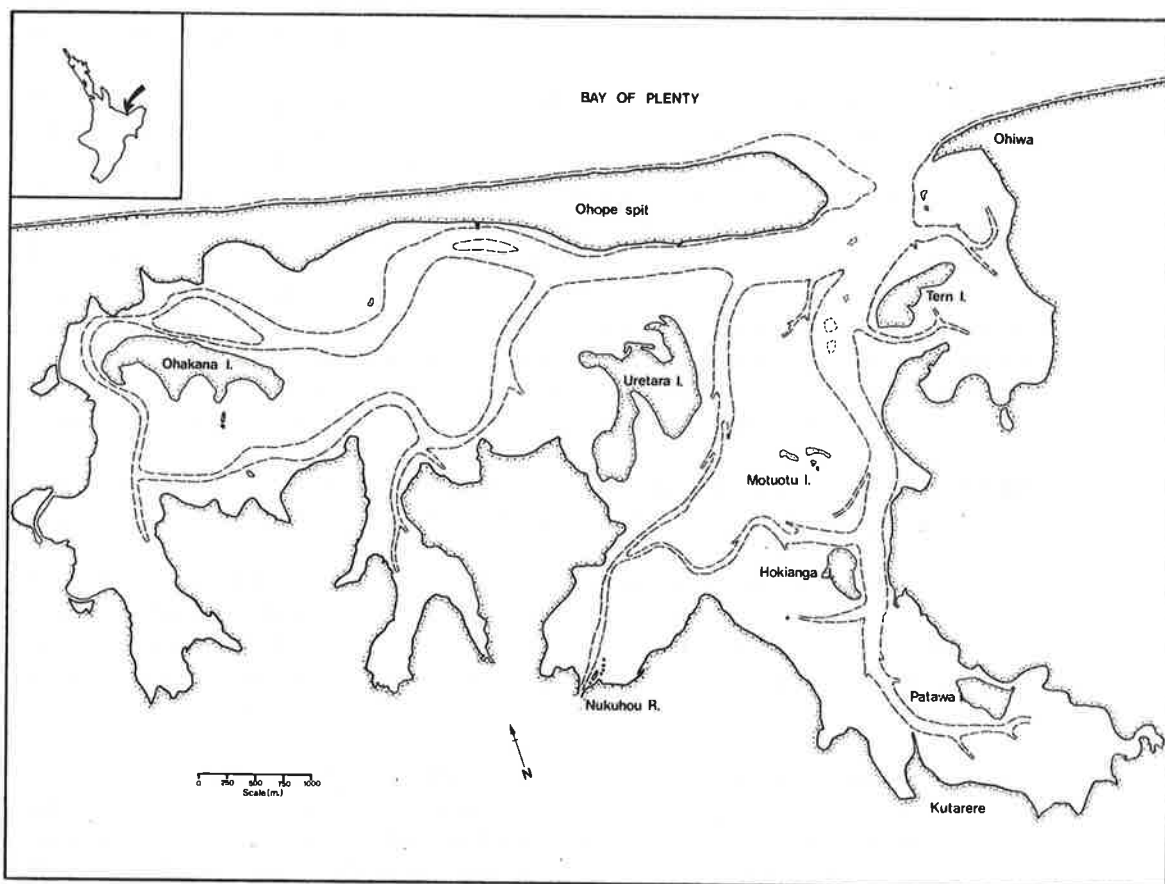 BAY OF PLENTY
Ohiwa
Ohope spit
Tern I.
Ohakana I.
Uretara I.
Motuotu I.
Hokianga
Patawa
Nukuhou R.
N
0 250 500 750 1000
Scale (m.)
Kutarere